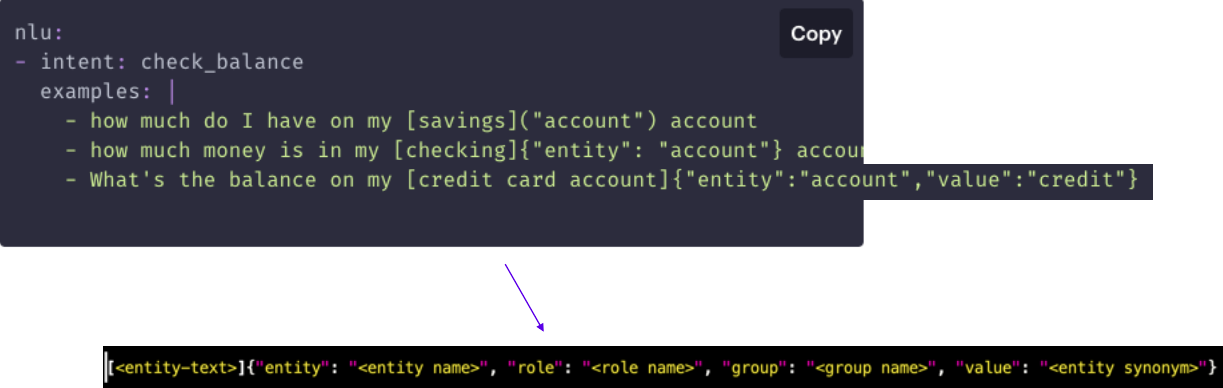 Copy
nlu:
- intent: check_balance
examples: |
- how much do I have on my [savings]("account") account
- how much money is in my [checking]{"entity": "account"} accou
- What's the balance on my [credit card account]{"entity":"account","value":"credit"}
[<entity-text>]{"entity": "<entity name>", "role": "<role name>", "group": "<group name>", "value": "<entity synonym>"}